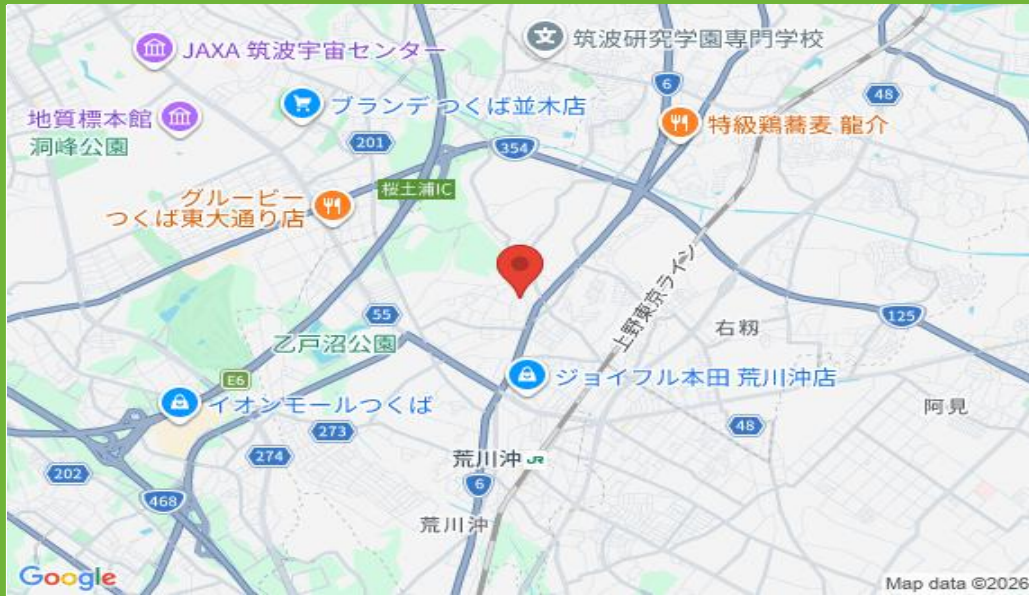 JAXA 筑波宇宙センター
筑波研究学園専門学校
6
48
地質標本館
洞峰公園
ブランデ つくば並木店
特級鶏蕎麦 龍介
201
354
桜土浦IC
グルービー
つくば東大通り店
上野東京ライン
55
125
右籾
乙戸沼公園
E6
ジョイフル本田 荒川沖店
イオンモールつくば
阿見
273
48
274
荒川沖 JR
202
6
468
荒川沖
Google
Map data ©2026